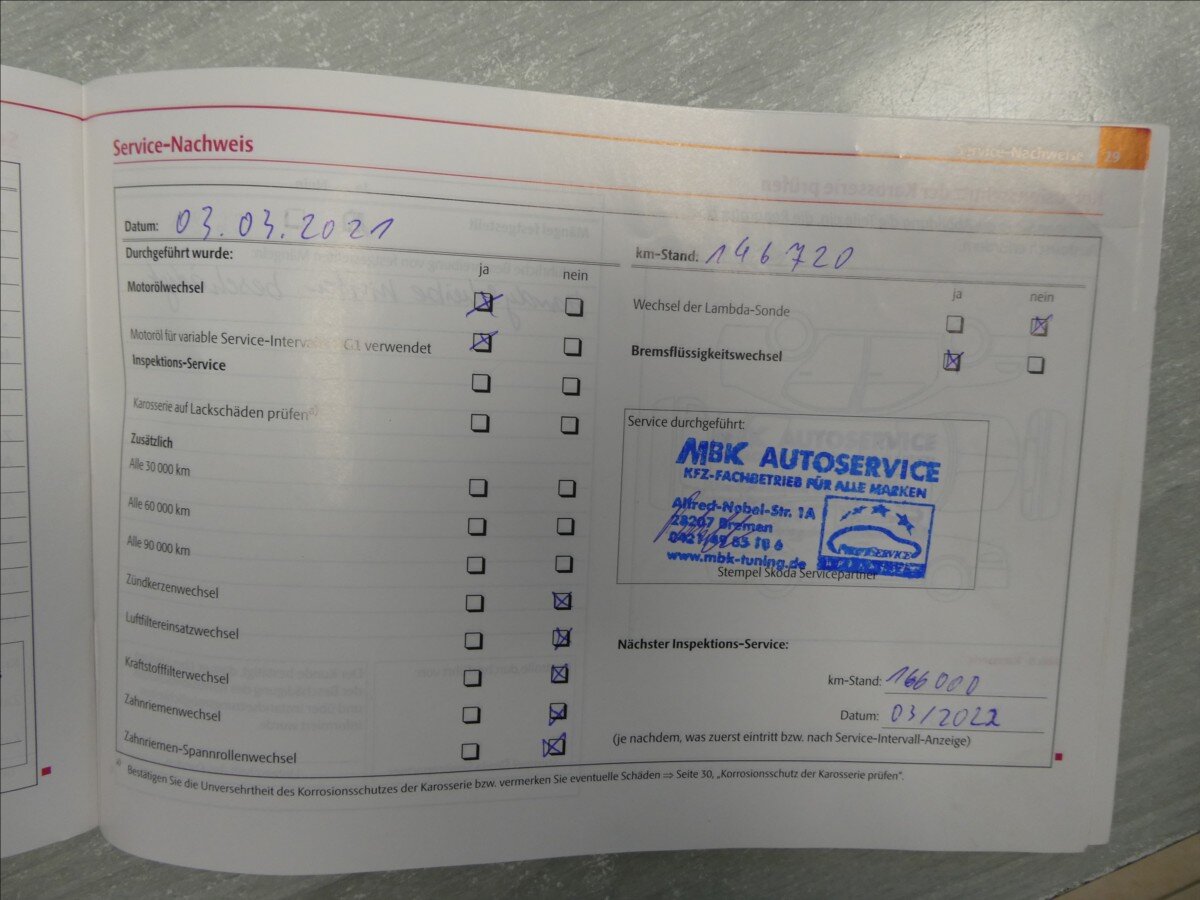 Service-Nachweis
Service-Nachweise 29
Datum: 03.03.2021
Durchgeführt wurde:
ja nein
Motorölwechsel
Motoröl für variable Service-Intervalle verwendet
Inspektions-Service
Karosserie auf Lackschäden prüfen a)
Zusätzlich
Alle 30 000 km
Alle 60 000 km
Alle 90 000 km
Zündkerzenwechsel
Luftfiltereinsatzwechsel
Kraftstofffilterwechsel
Zahnriemenwechsel
Zahnriemen-Spannrollenwechsel
km-Stand: 146 720
ja nein
Wechsel der Lambda-Sonde
Bremsflüssigkeitswechsel
Service durchgeführt:
MBK AUTOSERVICE
KFZ-FACHBETRIEB FÜR ALLE MARKEN
Alfred-Nobel-Str. 1A
28207 Bremen
www.mbk-tuning.de
SERVICE
Stempel Skoda Servicepartner
Nächster Inspektions-Service:
km-Stand: 166000
Datum: 03/2022
(je nachdem, was zuerst eintritt bzw. nach Service-Intervall-Anzeige)
a) Bestätigen Sie die Unversehrtheit des Korrosionsschutzes der Karosserie bzw. vermerken Sie eventuelle Schäden ⇒ Seite 30, „Korrosionsschutz der Karosserie prüfen“.